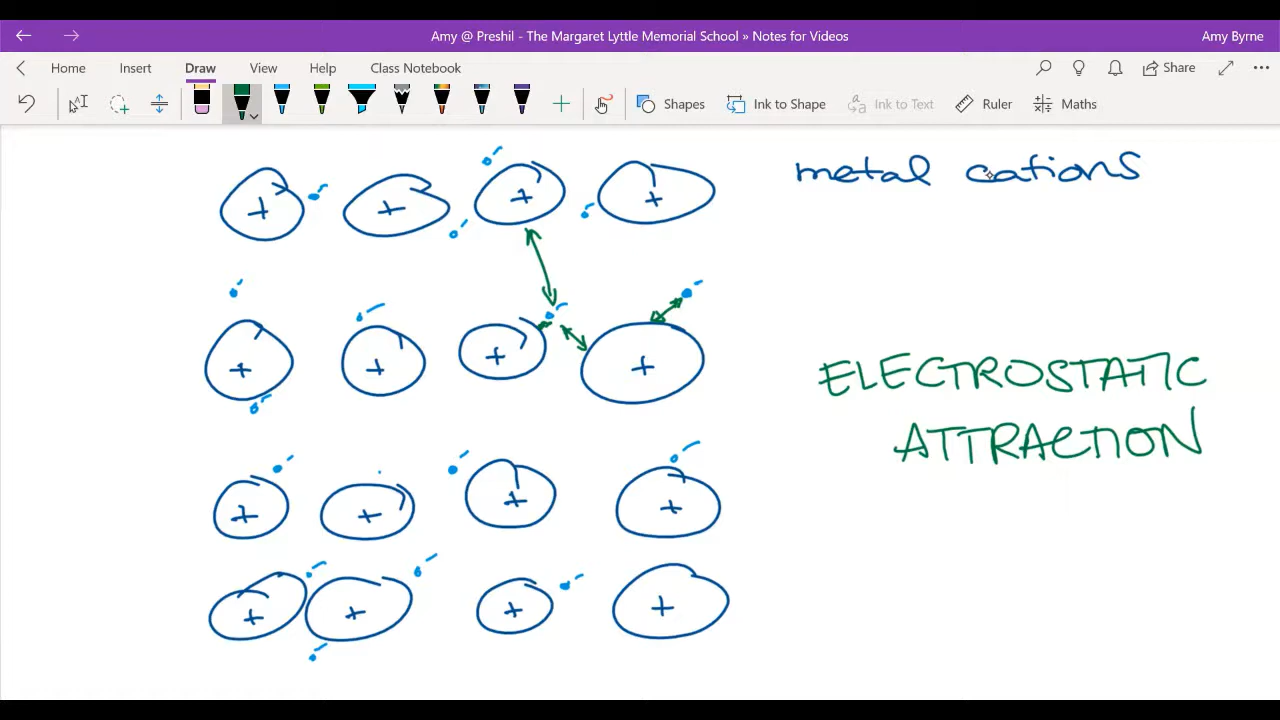 Amy @ Preshil - The Margaret Lyttle Memorial School » Notes for Videos
Amy Byrne
Home Insert Draw View Help Class Notebook Share
Shapes Ink to Shape Ink to Text Ruler Maths
metal cations
+ + + +
+ + + +
ELECTROSTATIC
ATTRACTION
+ + + +
+ + + +